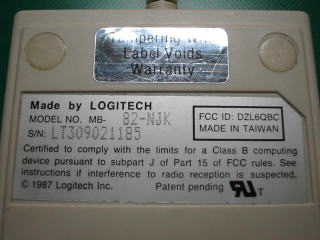 Tampering With
Label Voids
Warranty
Made by LOGITECH
MODEL NO. MB- 82-NJK
S/N: LT309021185
FCC ID: DZL6QBC
MADE IN TAIWAN
Certified to comply with the limits for a Class B computing
device pursuant to subpart J of Part 15 of FCC rules. See
instructions if interference to radio reception is suspected.
© 1987 Logitech Inc. Patent pending